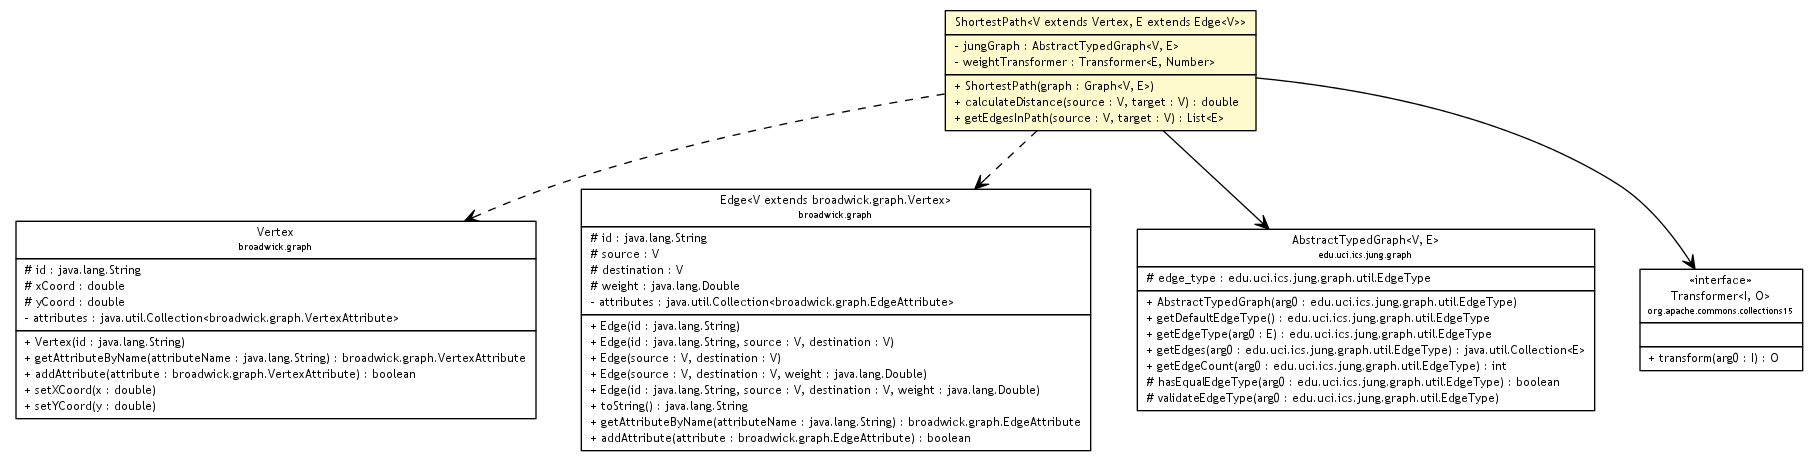 ShortestPath<V extends Vertex, E extends Edge<V>>
- jungGraph : AbstractTypedGraph<V, E>
- weightTransformer : Transformer<E, Number>
+ ShortestPath(graph : Graph<V, E>)
+ calculateDistance(source : V, target : V) : double
+ getEdgesInPath(source : V, target : V) : List<E>
Vertex
broadwick.graph
# id : java.lang.String
# xCoord : double
# yCoord : double
- attributes : java.util.Collection<broadwick.graph.VertexAttribute>
+ Vertex(id : java.lang.String)
+ getAttributeByName(attributeName : java.lang.String) : broadwick.graph.VertexAttribute
+ addAttribute(attribute : broadwick.graph.VertexAttribute) : boolean
+ setXCoord(x : double)
+ setYCoord(y : double)
Edge<V extends broadwick.graph.Vertex>
broadwick.graph
# id : java.lang.String
# source : V
# destination : V
# weight : java.lang.Double
- attributes : java.util.Collection<broadwick.graph.EdgeAttribute>
+ Edge(id : java.lang.String)
+ Edge(id : java.lang.String, source : V, destination : V)
+ Edge(source : V, destination : V)
+ Edge(source : V, destination : V, weight : java.lang.Double)
+ Edge(id : java.lang.String, source : V, destination : V, weight : java.lang.Double)
+ toString() : java.lang.String
+ getAttributeByName(attributeName : java.lang.String) : broadwick.graph.EdgeAttribute
+ addAttribute(attribute : broadwick.graph.EdgeAttribute) : boolean
AbstractTypedGraph<V, E>
edu.uci.ics.jung.graph
# edge_type : edu.uci.ics.jung.graph.util.EdgeType
+ AbstractTypedGraph(arg0 : edu.uci.ics.jung.graph.util.EdgeType)
+ getDefaultEdgeType() : edu.uci.ics.jung.graph.util.EdgeType
+ getEdgeType(arg0 : E) : edu.uci.ics.jung.graph.util.EdgeType
+ getEdges(arg0 : edu.uci.ics.jung.graph.util.EdgeType) : java.util.Collection<E>
+ getEdgeCount(arg0 : edu.uci.ics.jung.graph.util.EdgeType) : int
# hasEqualEdgeType(arg0 : edu.uci.ics.jung.graph.util.EdgeType) : boolean
# validateEdgeType(arg0 : edu.uci.ics.jung.graph.util.EdgeType)
«interface»
Transformer<I, O>
org.apache.commons.collections15
+ transform(arg0 : I) : O